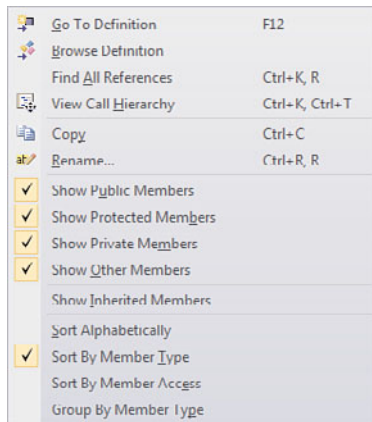 Go To Definition F12
Browse Definition
Find All References Ctrl+K, R
View Call Hierarchy Ctrl+K, Ctrl+T
Copy Ctrl+C
ab Rename... Ctrl+R, R
Show Public Members
Show Protected Members
Show Private Members
Show Other Members
Show Inherited Members
Sort Alphabetically
Sort By Member Type
Sort By Member Access
Group By Member Type